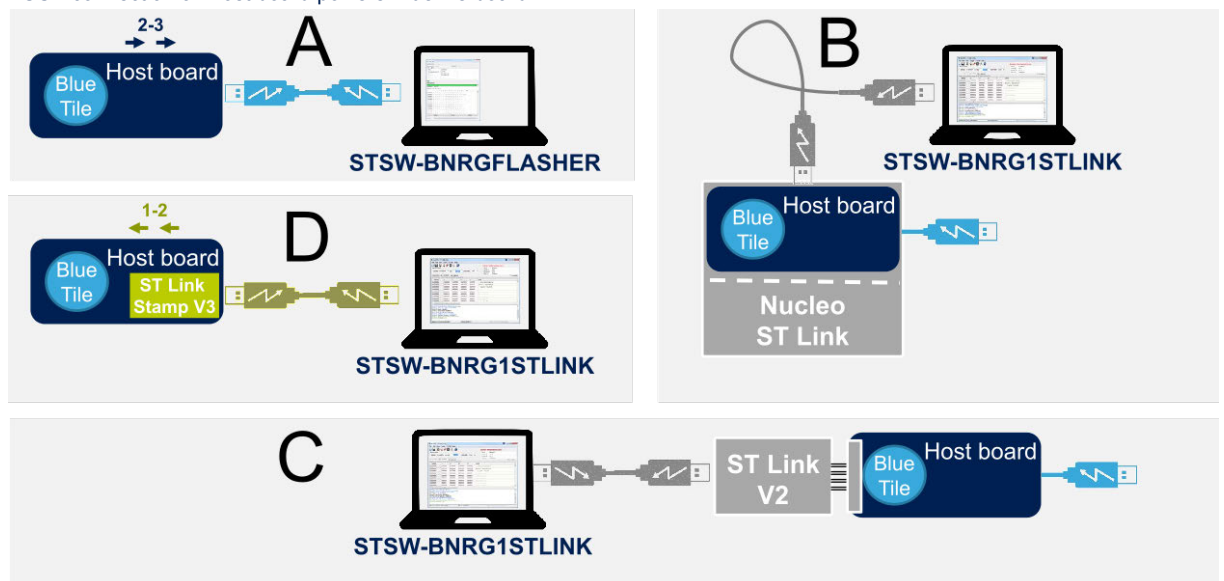 2-3
A
Host board
Blue
Tile
STSW-BNRGFLASHER
B
STSW-BNRG1STLINK
Host board
Blue
Tile
Nucleo
ST Link
1-2
D
Host board
Blue
Tile
ST Link
Stamp V3
STSW-BNRG1STLINK
C
ST Link
V2
Host board
Blue
Tile
STSW-BNRG1STLINK